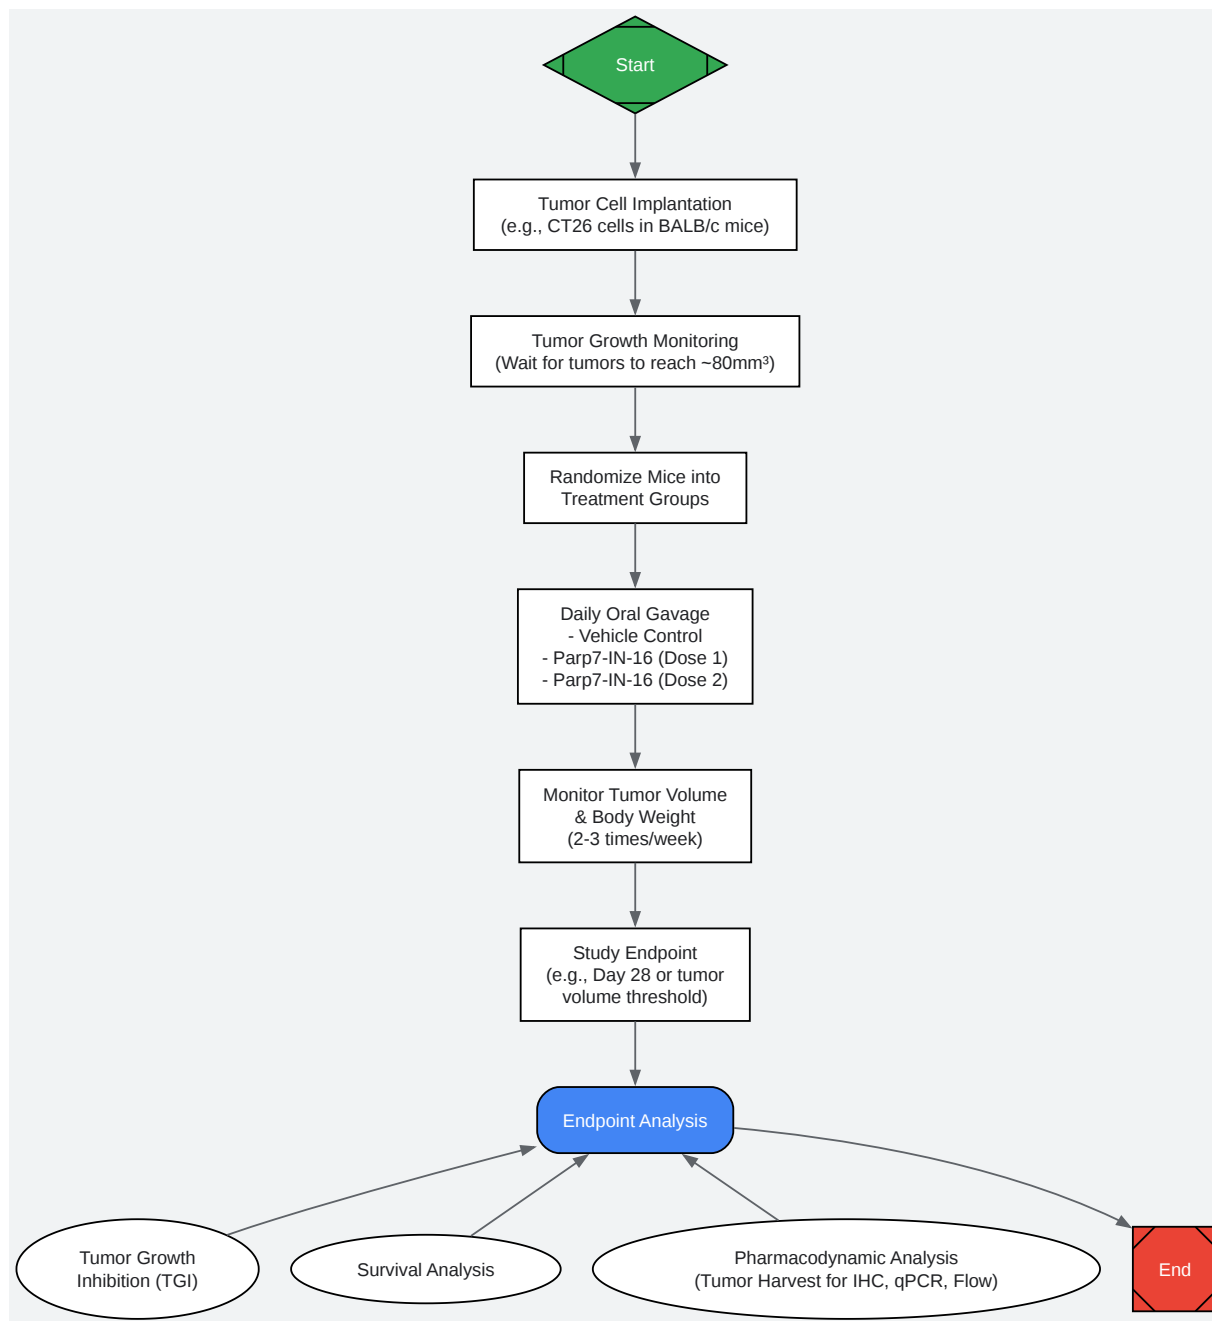 Start
Tumor Cell Implantation
(e.g., CT26 cells in BALB/c mice)
Tumor Growth Monitoring
(Wait for tumors to reach ~80mm³)
Randomize Mice into
Treatment Groups
Daily Oral Gavage
- Vehicle Control
- Parp7-IN-16 (Dose 1)
- Parp7-IN-16 (Dose 2)
Monitor Tumor Volume
& Body Weight
(2-3 times/week)
Study Endpoint
(e.g., Day 28 or tumor
volume threshold)
Endpoint Analysis
Tumor Growth
Inhibition (TGI)
Survival Analysis
Pharmacodynamic Analysis
(Tumor Harvest for IHC, qPCR, Flow)
End